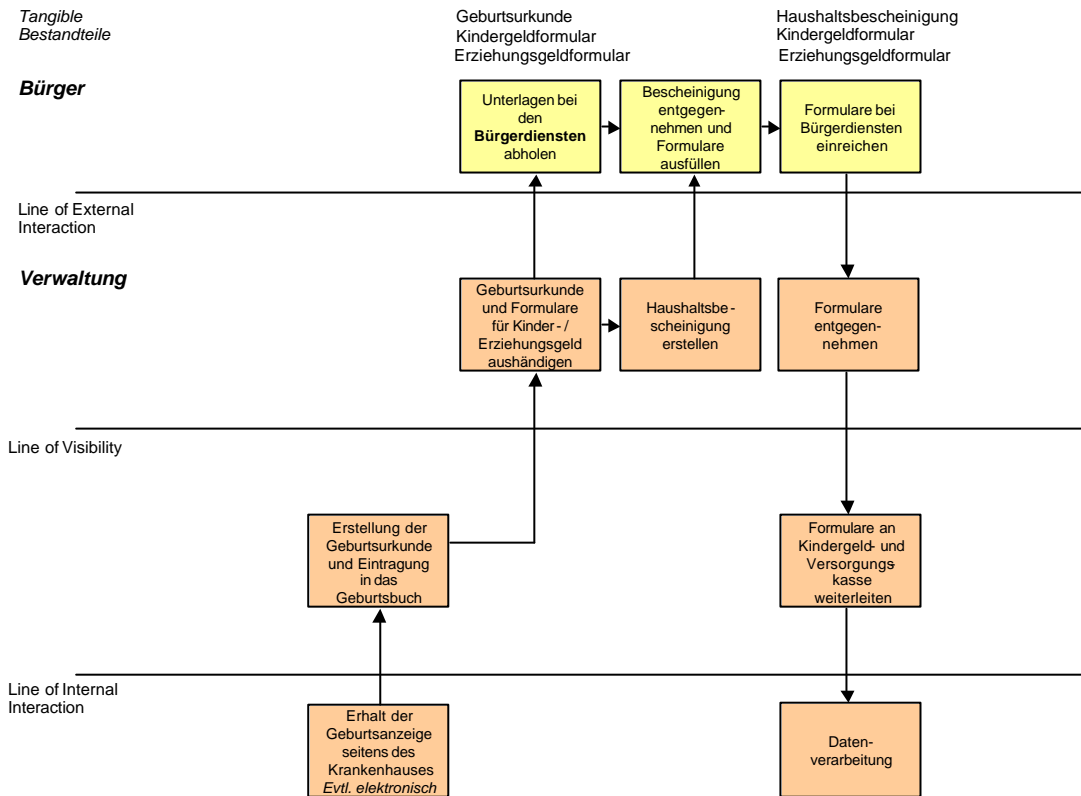 Tangible
Bestandteile
Geburtsurkunde
Kindergeldformular
Erziehungsgeldformular
Haushaltsbescheinigung
Kindergeldformular
Erziehungsgeldformular
Bürger
Unterlagen bei
den
Bürgerdiensten
abholen
Bescheinigung
entgegen-
nehmen und
Formulare
ausfüllen
Formulare bei
Bürgerdiensten
einreichen
Line of External
Interaction
Verwaltung
Geburtsurkunde
und Formulare
für Kinder- /
Erziehungsgeld
aushändigen
Haushaltsbe-
scheinigung
erstellen
Formulare
entgegen-
nehmen
Line of Visibility
Erstellung der
Geburtsurkunde
und Eintragung
in das
Geburtsbuch
Formulare an
Kindergeld- und
Versorgungs-
kasse
weiterleiten
Line of Internal
Interaction
Erhalt der
Geburtsanzeige
seitens des
Krankenhauses
Evtl. elektronisch
Daten-
verarbeitung